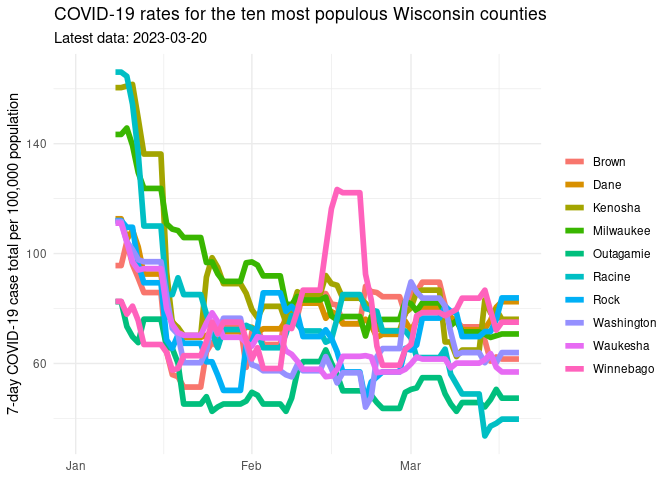 COVID-19 rates for the ten most populous Wisconsin counties
Latest data: 2023-03-20
7-day COVID-19 case total per 100,000 population
140
100
60
Jan
Feb
Mar
Brown
Dane
Kenosha
Milwaukee
Outagamie
Racine
Rock
Washington
Waukesha
Winnebago